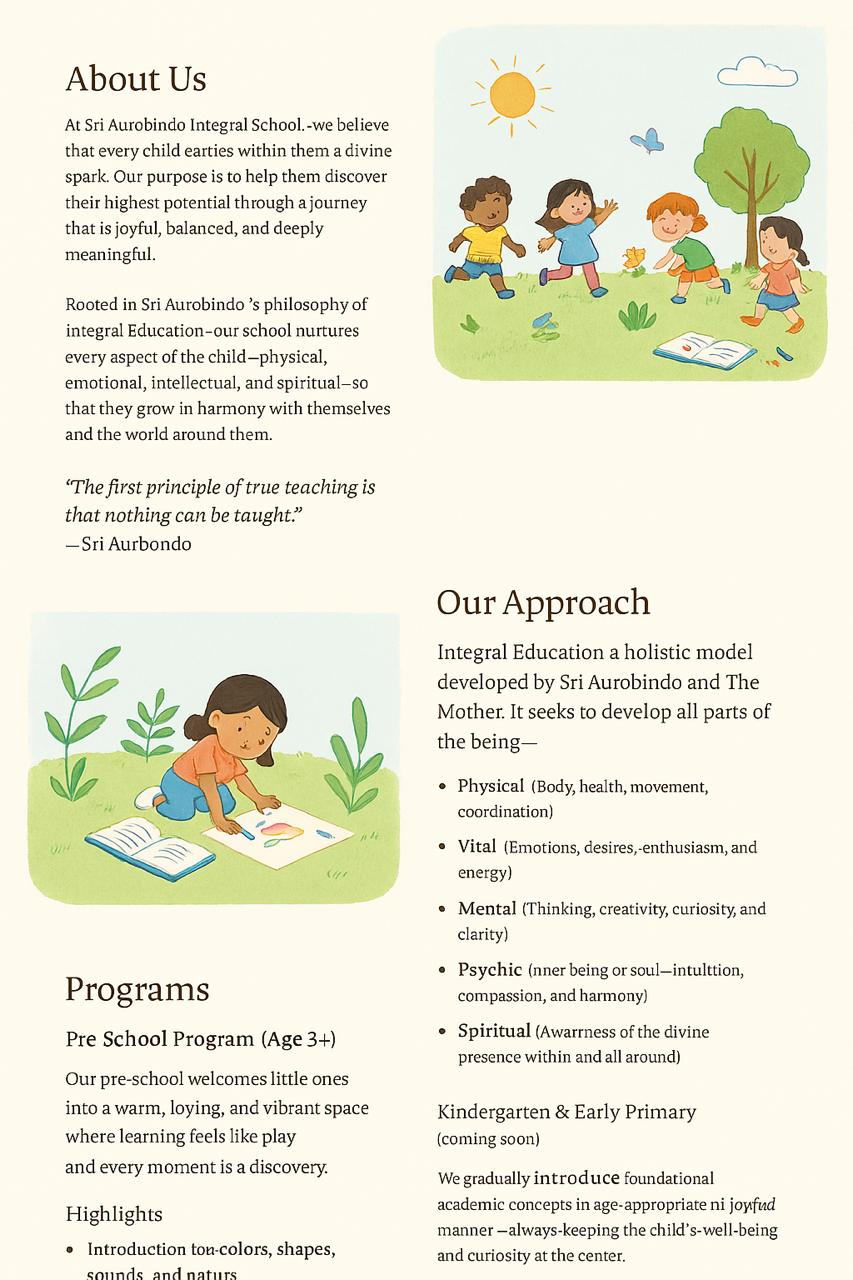 About Us
At Sri Aurobindo Integral School.-we believe
that every child earties within them a divine
spark. Our purpose is to help them discover
their highest potential through a journey
that is joyful, balanced, and deeply
meaningful.
Rooted in Sri Aurobindo ’s philosophy of
integral Education–our school nurtures
every aspect of the child—physical,
emotional, intellectual, and spiritual—so
that they grow in harmony with themselves
and the world around them.
‘The first principle of true teaching is
that nothing can be taught.”
—Sri Aurbondo
Our Approach
Integral Education a holistic model
developed by Sri Aurobindo and The
Mother. It seeks to develop all parts of
the being—
• Physical (Body, health, movement,
coordination)
• Vital (Emotions, desires,-enthusiasm, and
energy)
• Mental (Thinking, creativity, curiosity, and
clarity)
• Psychic (nner being or soul—intulttion,
compassion, and harmony)
• Spiritual (Awarrness of the divine
presence within and all around)
Programs
Pre School Program (Age 3+)
Our pre-school welcomes little ones
into a warm, loying, and vibrant space
where learning feels like play
and every moment is a discovery.
Highlights
• Introduction colors, shapes,
sounds, and naturs
Kindergarten & Early Primary
(coming soon)
We gradually introduce foundational
academic concepts in age-appropriate ni
manner —always-keeping the child’s-well-being
and curiosity at the center.